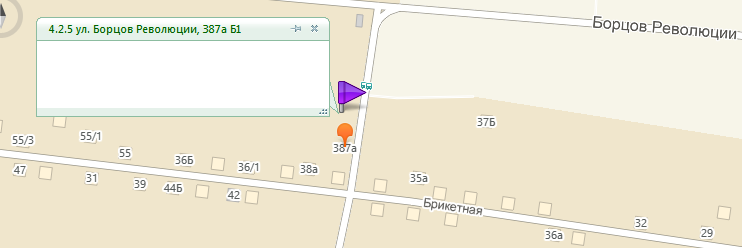 Борцов Революции
4.2.5 ул. Борцов Революции, 387а Б1
37Б
55/3
55/1
387а
55
36Б
36/1
38а
35а
47
31
39
44Б
42
Брикетная
32
29
36а